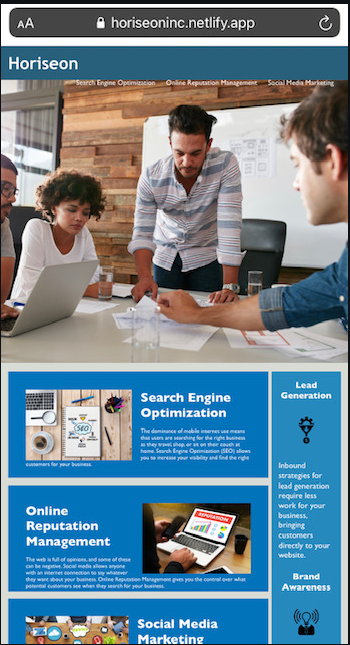 AA horiseoninc.netlify.app
Horiseon
Search Engine Optimization Online Reputation Management Social Media Marketing
SEO
Search Engine
Optimization
The dominance of mobile internet use means
that users are searching for the right business
as they travel, shop, or sit on their couch at
home. Search Engine Optimization (SEO) allows
you to increase your visibility and find the right
customers for your business.
Online
Reputation
Management
REPUTATION
The web is full of opinions, and some of these
can be negative. Social media allows anyone
with an internet connection to say whatever
they want about your business. Online Reputation Management gives you the control over what
potential customers see when they search for your business.
Social Media
Marketing
Lead
Generation
Inbound
strategies for
lead generation
require less
work for your
business,
bringing
customers
directly to your
website.
Brand
Awareness